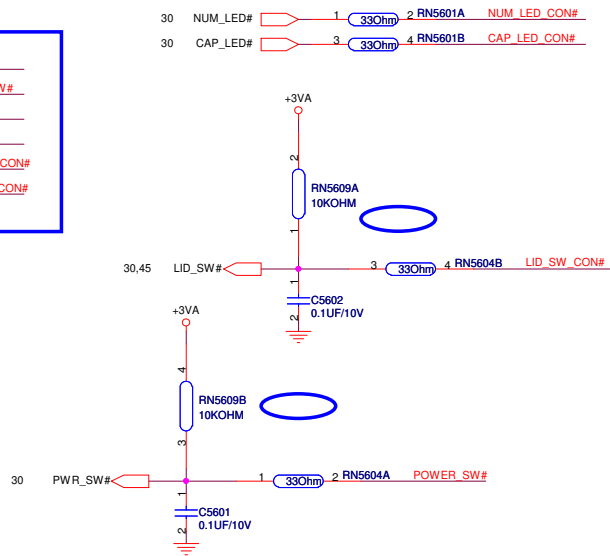 30 NUM_LED# 1 33Ohm 2 RN5601A NUM_LED_CON#
30 CAP_LED# 3 33Ohm 4 RN5601B CAP_LED_CON#
W#
CON#
CON#
+3VA
2
RN5609A
10KOHM
1
30,45 LID_SW# 3 33Ohm 4 RN5604B LID_SW_CON#
1
C5602
0.1UF/10V
2
+3VA
4
RN5609B
10KOHM
3
30 PWR_SW# 1 33Ohm 2 RN5604A POWER_SW#
1
C5601
0.1UF/10V
2